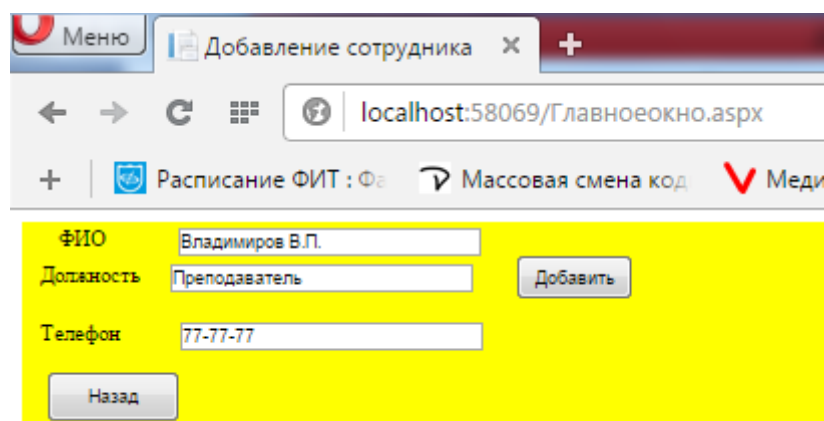 Меню
Добавление сотрудника
localhost:58069/Главноеокно.aspx
Расписание ФИТ : Фа Массовая смена код Меди
ФИО Владимиров В.П.
Должность Преподаватель Добавить
Телефон 77-77-77
Назад